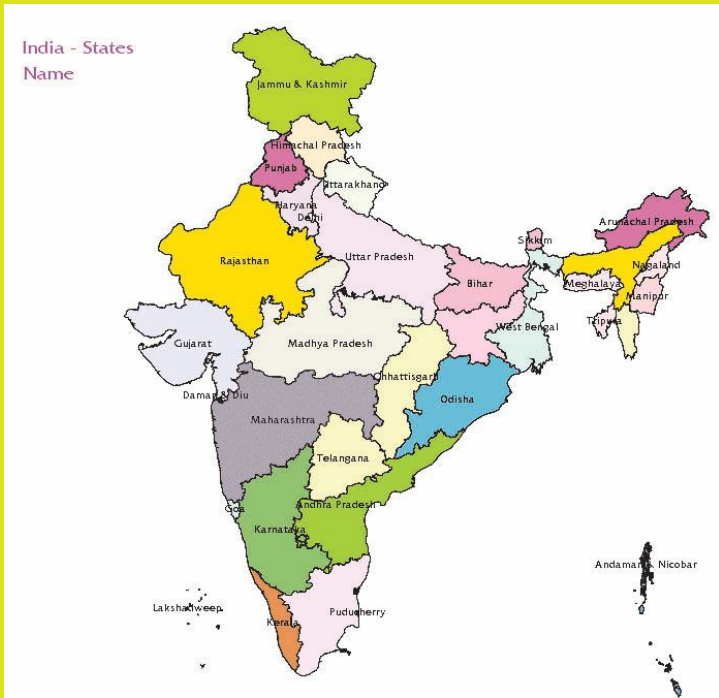 India - States
Name
Jammu & Kashmir
Himachal Pradesh
Punjab
Uttarakhand
Haryana
Delhi
Arunachal Pradesh
Sikkim
Rajasthan
Uttar Pradesh
Nagaland
Bihar
Meghalaya
Manipur
Tripura
West Bengal
Gujarat
Madhya Pradesh
Chhattisgarh
Daman & Diu
Odisha
Maharashtra
Telangana
Goa
Andhra Pradesh
Karnataka
Andaman & Nicobar
Lakshadweep
Puducherry
Kerala